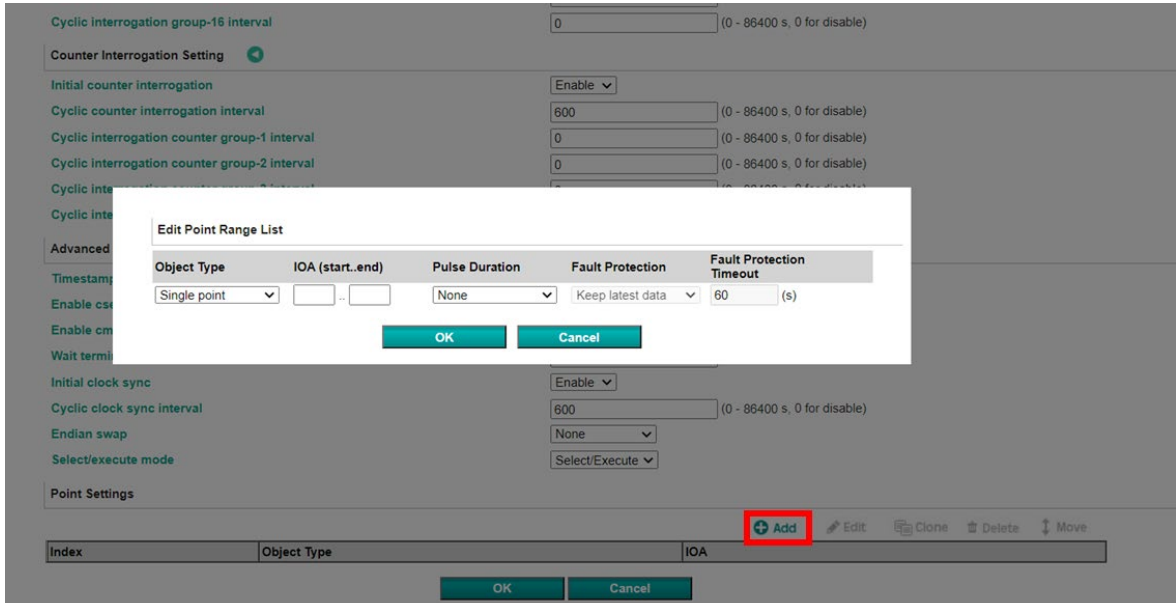 Cyclic interrogation group-16 interval 0 (0 - 86400 s, 0 for disable)
Counter Interrogation Setting
Initial counter interrogation Enable
Cyclic counter interrogation interval 600 (0 - 86400 s, 0 for disable)
Cyclic interrogation counter group-1 interval 0 (0 - 86400 s, 0 for disable)
Cyclic interrogation counter group-2 interval 0 (0 - 86400 s, 0 for disable)
Cyclic
Cyclic
Edit Point Range List
Advanced
Object Type IOA (start..end) Pulse Duration Fault Protection Fault Protection Timeout
Single point .. None Keep latest data 60 (s)
Enable
OK Cancel
Enable
Wait
Initial clock sync Enable
Cyclic clock sync interval 600 (0 - 86400 s, 0 for disable)
Endian swap None
Select/execute mode Select/Execute
Point Settings
Add Edit Clone Delete Move
Index Object Type IOA
OK Cancel